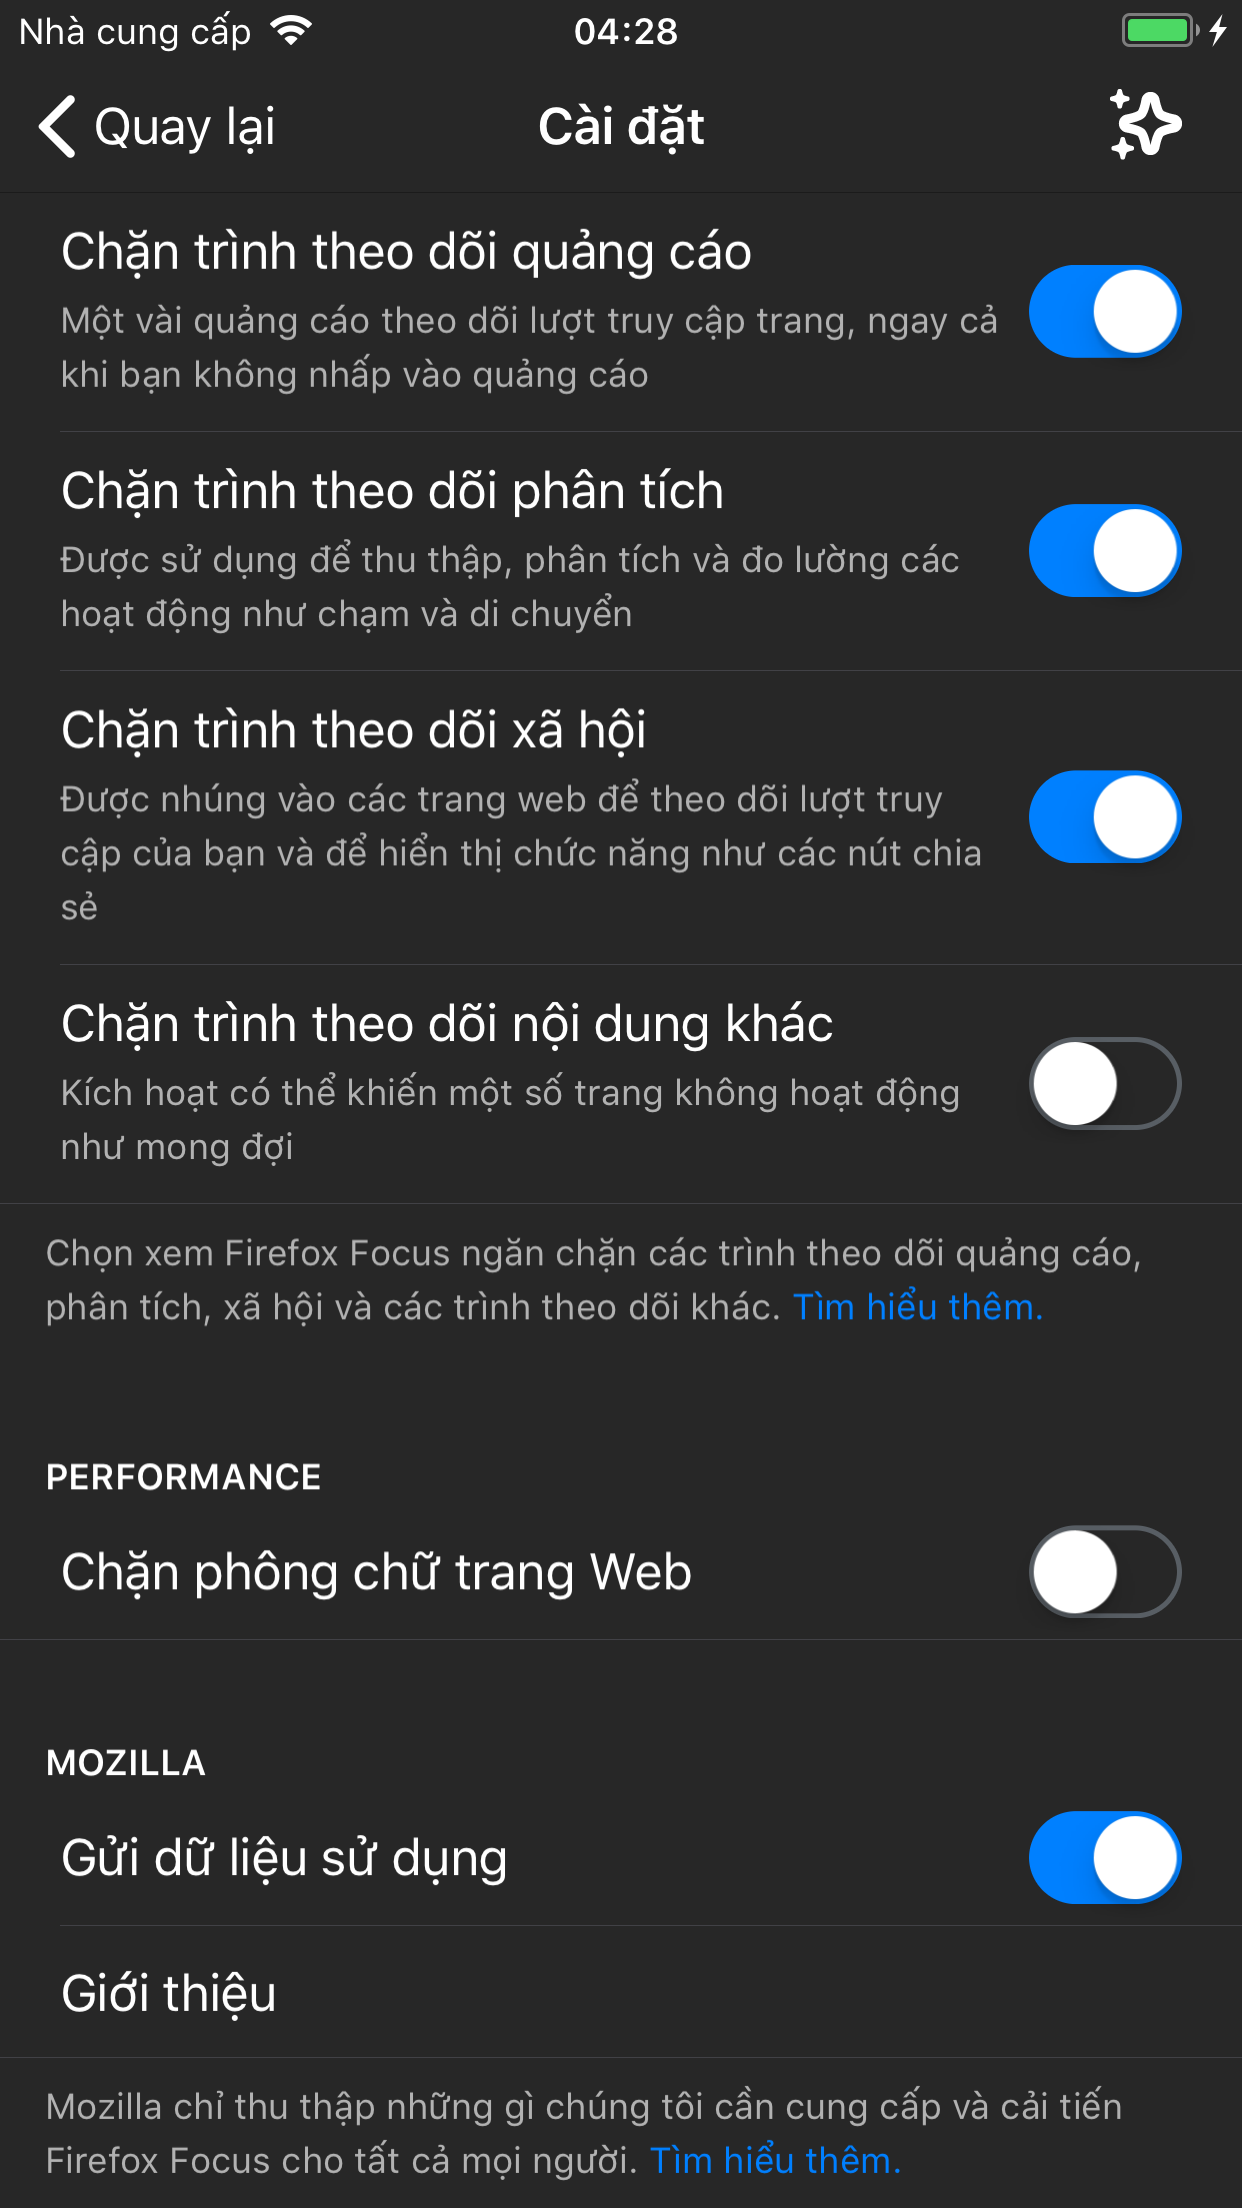 Nhà cung cấp
04:28
Quay lại
Cài đặt
Chặn trình theo dõi quảng cáo
Một vài quảng cáo theo dõi lượt truy cập trang, ngay cả
khi bạn không nhấp vào quảng cáo
Chặn trình theo dõi phân tích
Được sử dụng để thu thập, phân tích và đo lường các
hoạt động như chạm và di chuyển
Chặn trình theo dõi xã hội
Được nhúng vào các trang web để theo dõi lượt truy
cập của bạn và để hiển thị chức năng như các nút chia
sẻ
Chặn trình theo dõi nội dung khác
Kích hoạt có thể khiến một số trang không hoạt động
như mong đợi
Chọn xem Firefox Focus ngăn chặn các trình theo dõi quảng cáo,
phân tích, xã hội và các trình theo dõi khác. Tìm hiểu thêm.
PERFORMANCE
Chặn phông chữ trang Web
MOZILLA
Gửi dữ liệu sử dụng
Giới thiệu
Mozilla chỉ thu thập những gì chúng tôi cần cung cấp và cải tiến
Firefox Focus cho tất cả mọi người. Tìm hiểu thêm.